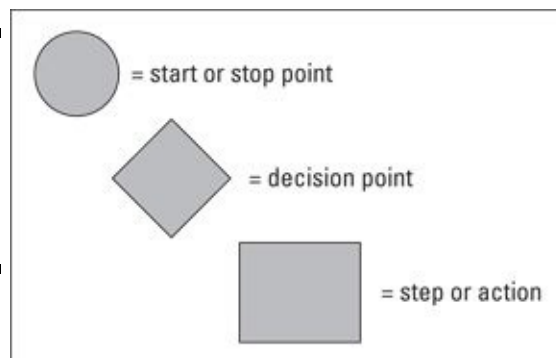 = start or stop point
= decision point
= step or action